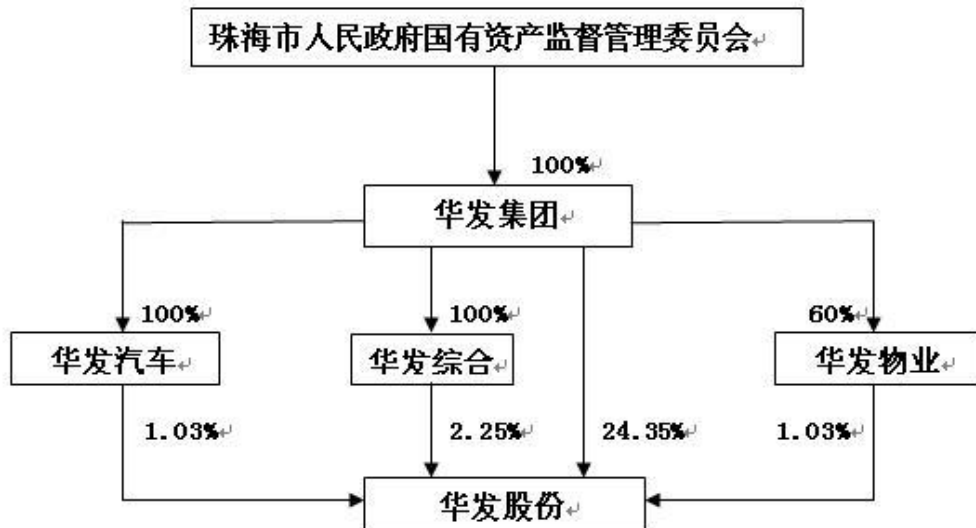 珠海市人民政府国有资产监督管理委员会
100%
华发集团
100%
100%
60%
华发汽车
华发综合
华发物业
1.03%
2.25%
24.35%
1.03%
华发股份